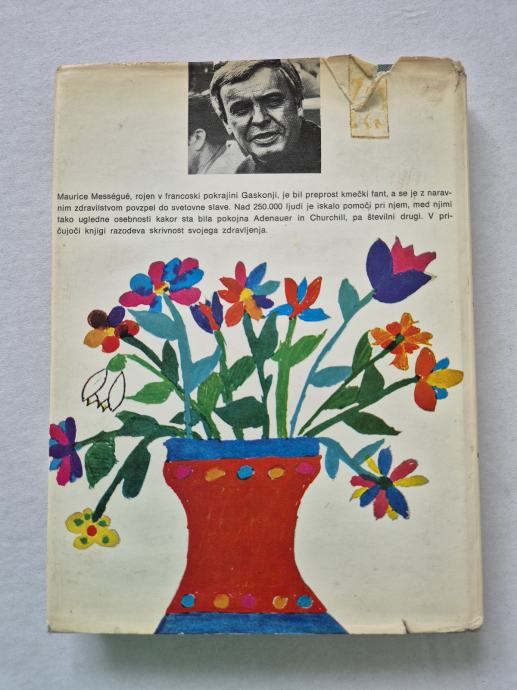 Maurice Mességué, rojen v francoski pokrajini Gaskonji, je bil preprost kmečki fant, a se je z narav-
nim zdravilstvom povzpel do svetovne slave. Nad 250.000 ljudi je iskalo pomoči pri njem, med njimi
tako ugledne osebnosti kakor sta bila pokojna Adenauer in Churchill, pa številni drugi. V pri-
čujoči knjigi razodeva skrivnost svojega zdravljenja.